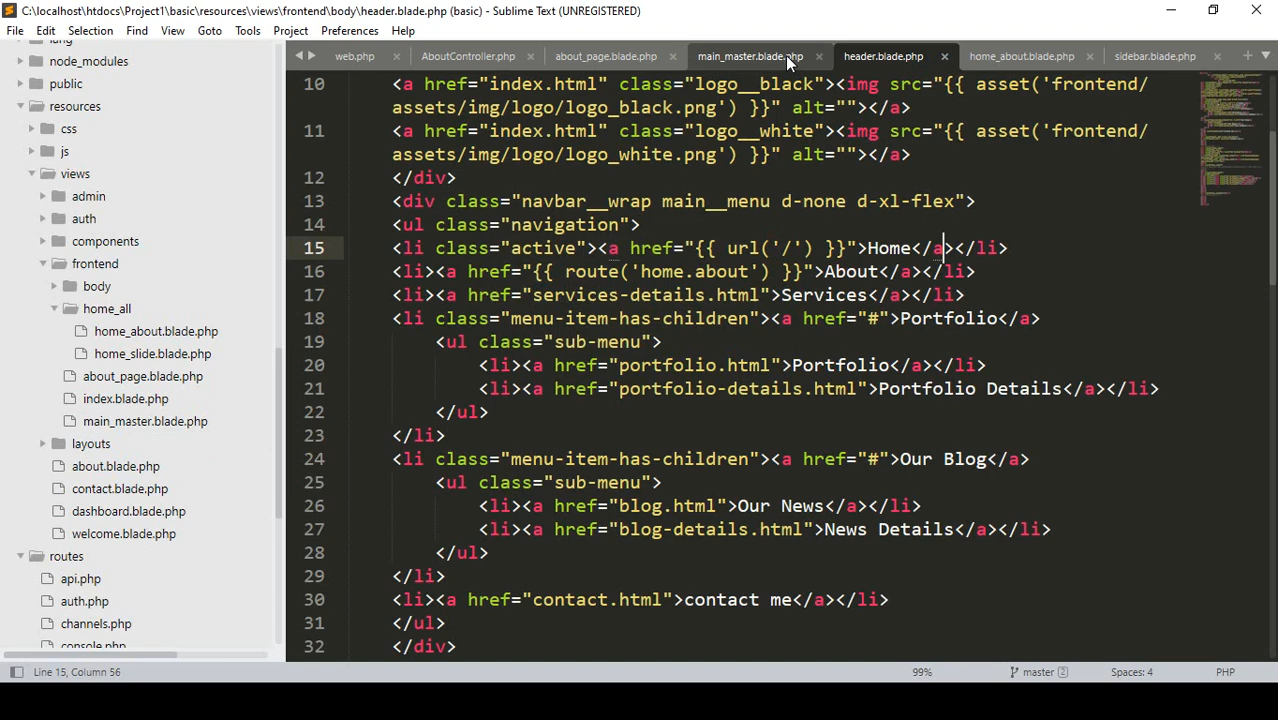 C:\localhost\htdocs\Project1\basic\resources\views\frontend\body\header.blade.php (basic) - Sublime Text (UNREGISTERED)
File Edit Selection Find View Goto Tools Project Preferences Help
web.php AboutController.php about_page.blade.php main_master.blade.php header.blade.php home_about.blade.php sidebar.blade.php
lang
node_modules
public
resources
css
js
views
admin
auth
components
frontend
body
home_all
home_about.blade.php
home_slide.blade.php
about_page.blade.php
index.blade.php
main_master.blade.php
layouts
about.blade.php
contact.blade.php
dashboard.blade.php
welcome.blade.php
routes
api.php
auth.php
channels.php
console.php
10 <a href="index.html" class="logo__black"><img src="{{ asset('frontend/
assets/img/logo/logo_black.png') }}" alt=""></a>
11 <a href="index.html" class="logo__white"><img src="{{ asset('frontend/
assets/img/logo/logo_white.png') }}" alt=""></a>
12 </div>
13 <div class="navbar__wrap main__menu d-none d-xl-flex">
14 <ul class="navigation">
15 <li class="active"><a href="{{ url('/') }}">Home</a></li>
16 <li><a href="{{ route('home.about') }}">About</a></li>
17 <li><a href="services-details.html">Services</a></li>
18 <li class="menu-item-has-children"><a href="#">Portfolio</a>
19 <ul class="sub-menu">
20 <li><a href="portfolio.html">Portfolio</a></li>
21 <li><a href="portfolio-details.html">Portfolio Details</a></li>
22 </ul>
23 </li>
24 <li class="menu-item-has-children"><a href="#">Our Blog</a>
25 <ul class="sub-menu">
26 <li><a href="blog.html">Our News</a></li>
27 <li><a href="blog-details.html">News Details</a></li>
28 </ul>
29 </li>
30 <li><a href="contact.html">contact me</a></li>
31 </ul>
32 </div>
Line 15, Column 56 99% master 2 Spaces: 4 PHP